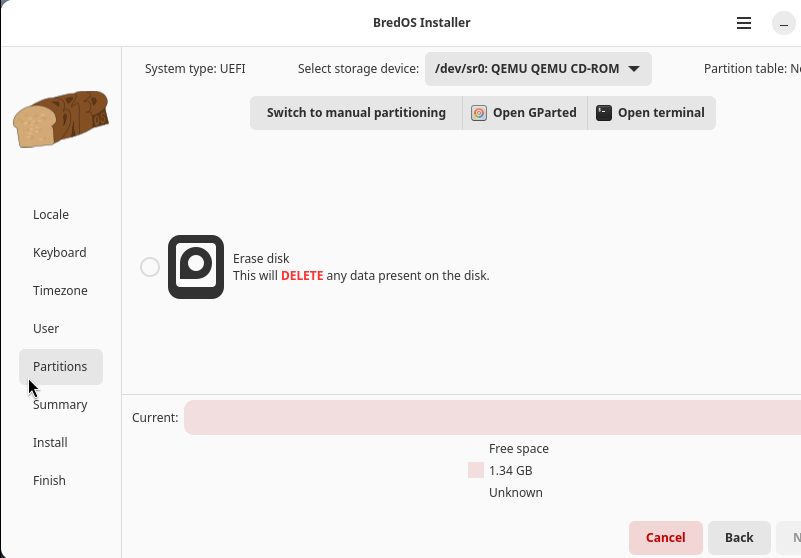 BredOS Installer
System type: UEFI
Select storage device:
/dev/sr0: QEMU QEMU CD-ROM
Partition table:
Switch to manual partitioning
Open GParted
Open terminal
Locale
Keyboard
Timezone
User
Partitions
Summary
Install
Finish
Erase disk
This will DELETE any data present on the disk.
Current:
Free space
1.34 GB
Unknown
Cancel
Back